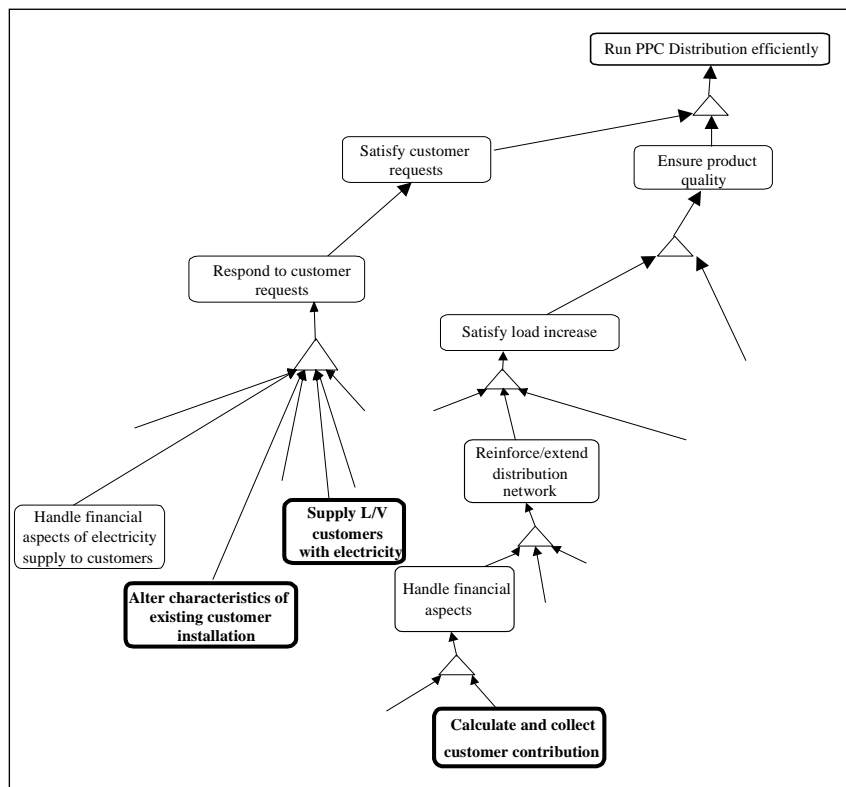 Run PPC Distribution efficiently
Satisfy customer
requests
Ensure product
quality
Respond to customer
requests
Satisfy load increase
Reinforce/extend
distribution
network
Handle financial
aspects of electricity
supply to customers
Supply L/V
customers
with electricity
Alter characteristics of
existing customer
installation
Handle financial
aspects
Calculate and collect
customer contribution